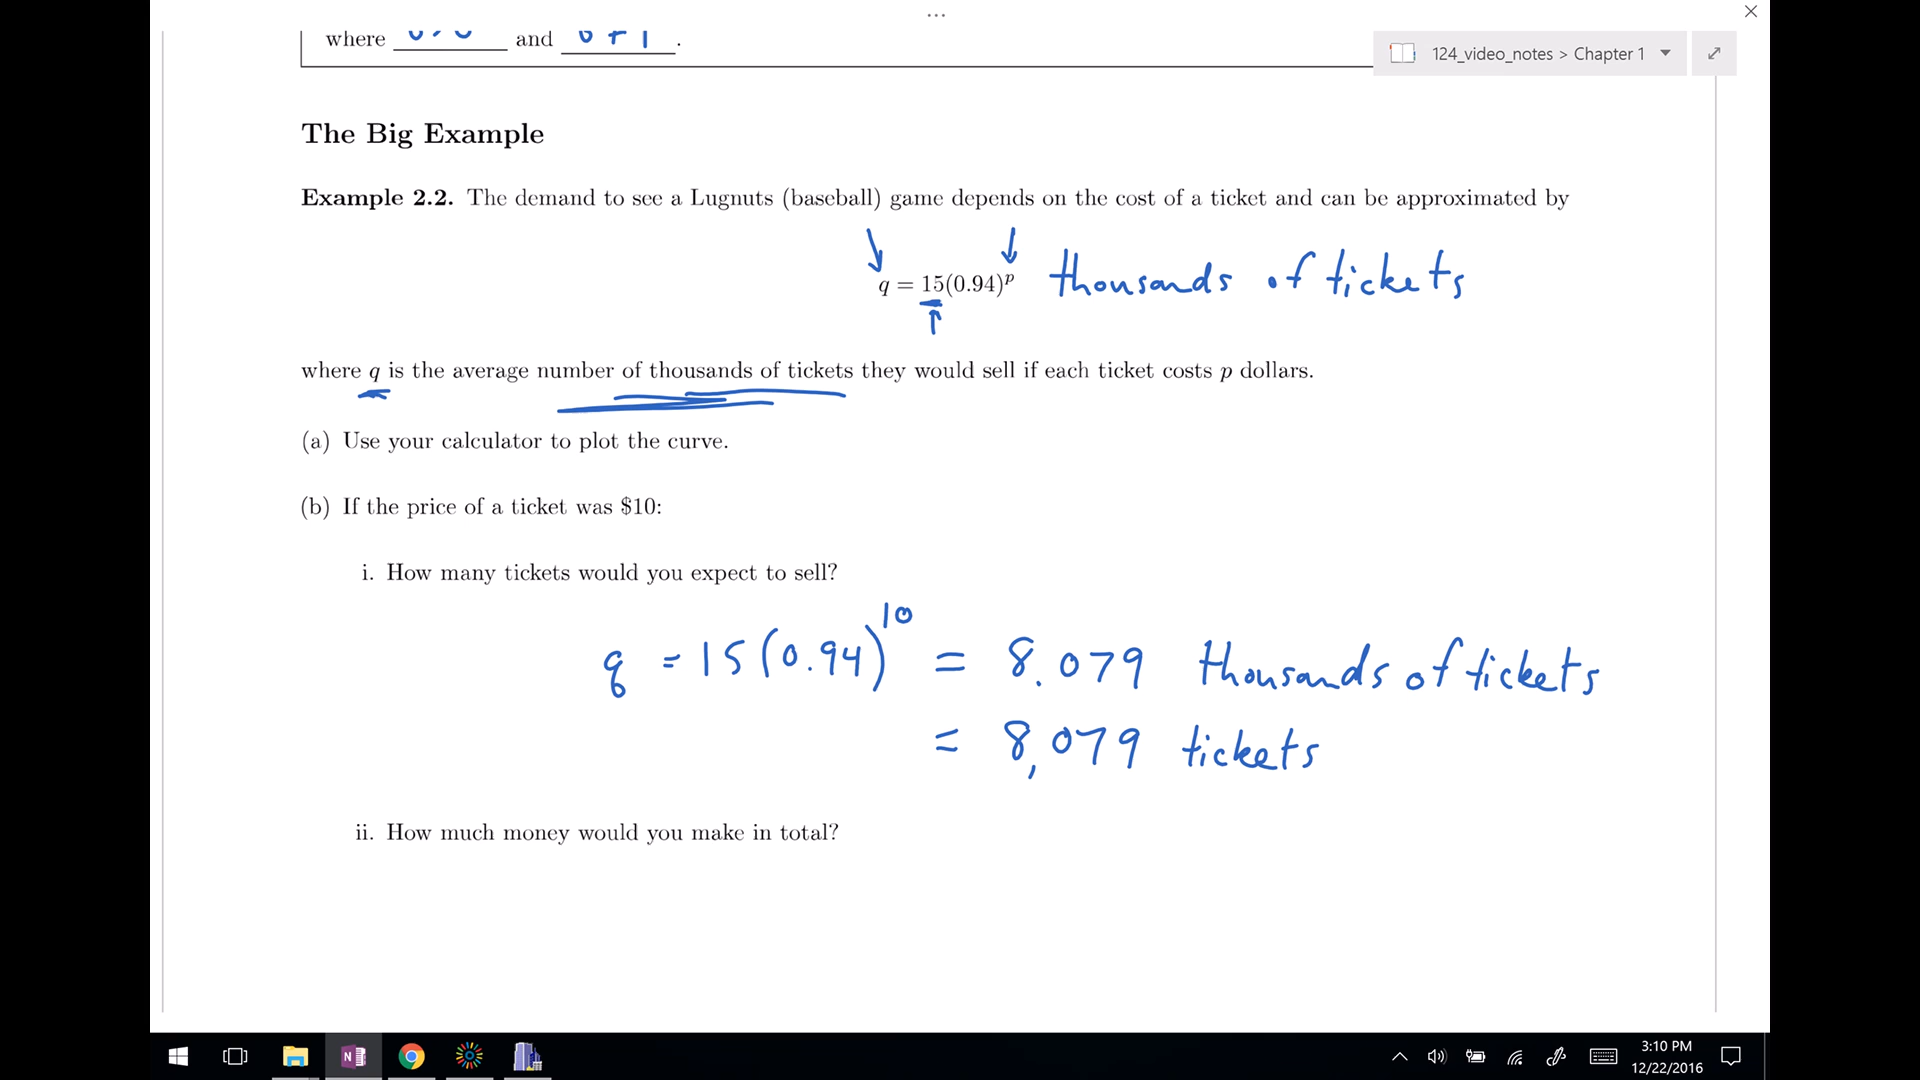 where and .
124_video_notes > Chapter 1
The Big Example
Example 2.2. The demand to see a Lugnuts (baseball) game depends on the cost of a ticket and can be approximated by
q = 15(0.94)^p thousands of tickets
where q is the average number of thousands of tickets they would sell if each ticket costs p dollars.
(a) Use your calculator to plot the curve.
(b) If the price of a ticket was $10:
i. How many tickets would you expect to sell?
q = 15(0.94)^10 = 8.079 thousands of tickets
= 8,079 tickets
ii. How much money would you make in total?
N
3:10 PM
12/22/2016